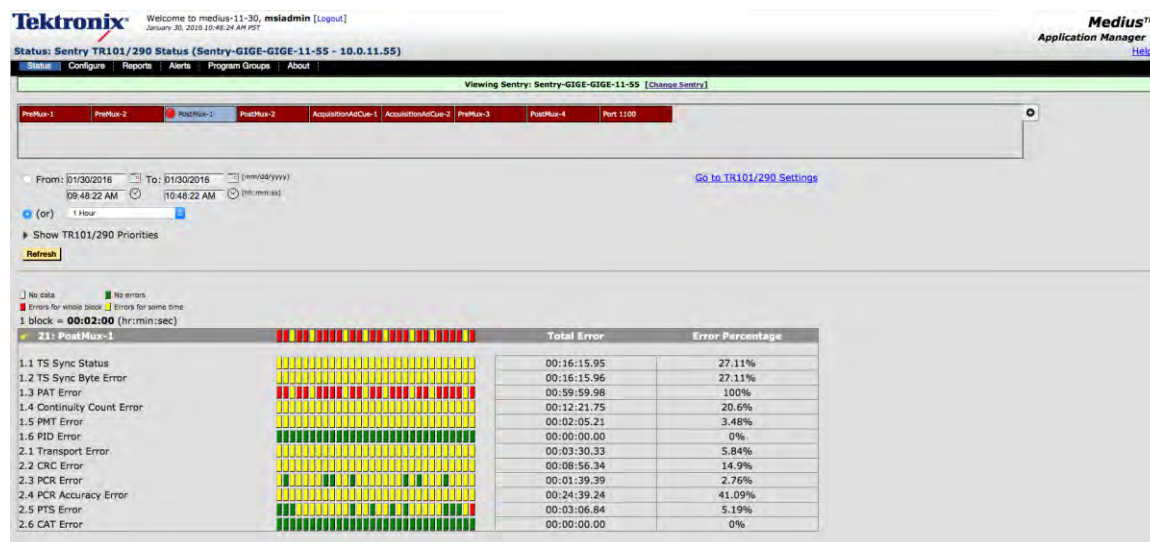 Tektronix®
Welcome to medius-11-30, msiadmin [Logout]
January 30, 2016 10:48:24 AM PST
Medius™
Application Manager
Help
Status: Sentry TR101/290 Status (Sentry-GIGE-GIGE-11-55 - 10.0.11.55)
Status Configure Reports Alerts Program Groups About
Viewing Sentry: Sentry-GIGE-GIGE-11-55 [Change Sentry]
PreMux-1 PreMux-2 PostMux-1 PostMux-2 AcquisitionAdCue-1 AcquisitionAdCue-2 PreMux-3 PostMux-4 Port 1100
From: 01/30/2016 To: 01/30/2016 (mm/dd/yyyy)
Go to TR101/290 Settings
09:48:22 AM 10:48:22 AM (hh:mm:ss)
(or) 1 Hour
Show TR101/290 Priorities
Refresh
No data No errors
Errors for whole block Errors for some time
1 block = 00:02:00 (hr:min:sec)
21: PostMux-1 Total Error Error Percentage
1.1 TS Sync Status 00:16:15.95 27.11%
1.2 TS Sync Byte Error 00:16:15.96 27.11%
1.3 PAT Error 00:59:59.98 100%
1.4 Continuity Count Error 00:12:21.75 20.6%
1.5 PMT Error 00:02:05.21 3.48%
1.6 PID Error 00:00:00.00 0%
2.1 Transport Error 00:03:30.33 5.84%
2.2 CRC Error 00:08:56.34 14.9%
2.3 PCR Error 00:01:39.39 2.76%
2.4 PCR Accuracy Error 00:24:39.24 41.09%
2.5 PTS Error 00:03:06.84 5.19%
2.6 CAT Error 00:00:00.00 0%